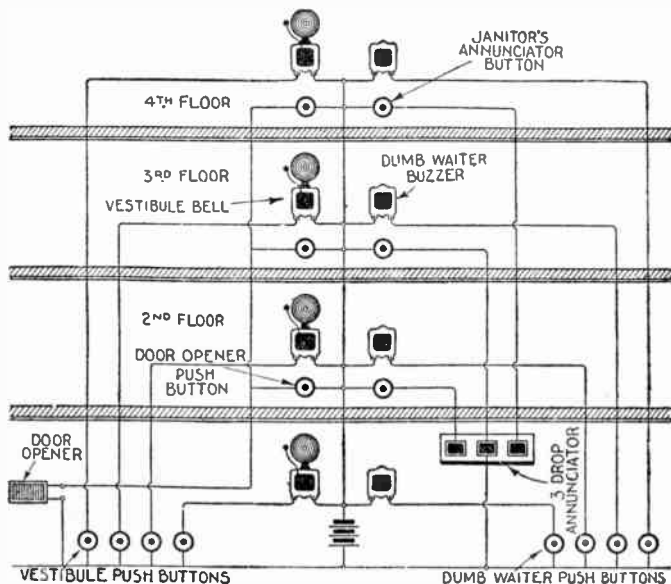 JANITOR'S
ANNUNCIATOR
BUTTON
4TH FLOOR
3RD FLOOR
DUMB WAITER
BUZZER
VESTIBULE BELL
2ND FLOOR
DOOR OPENER
PUSH
BUTTON
DOOR
OPENER
3 DROP
ANNUNCIATOR
VESTIBULE PUSH BUTTONS
DUMB WAITER PUSH BUTTONS